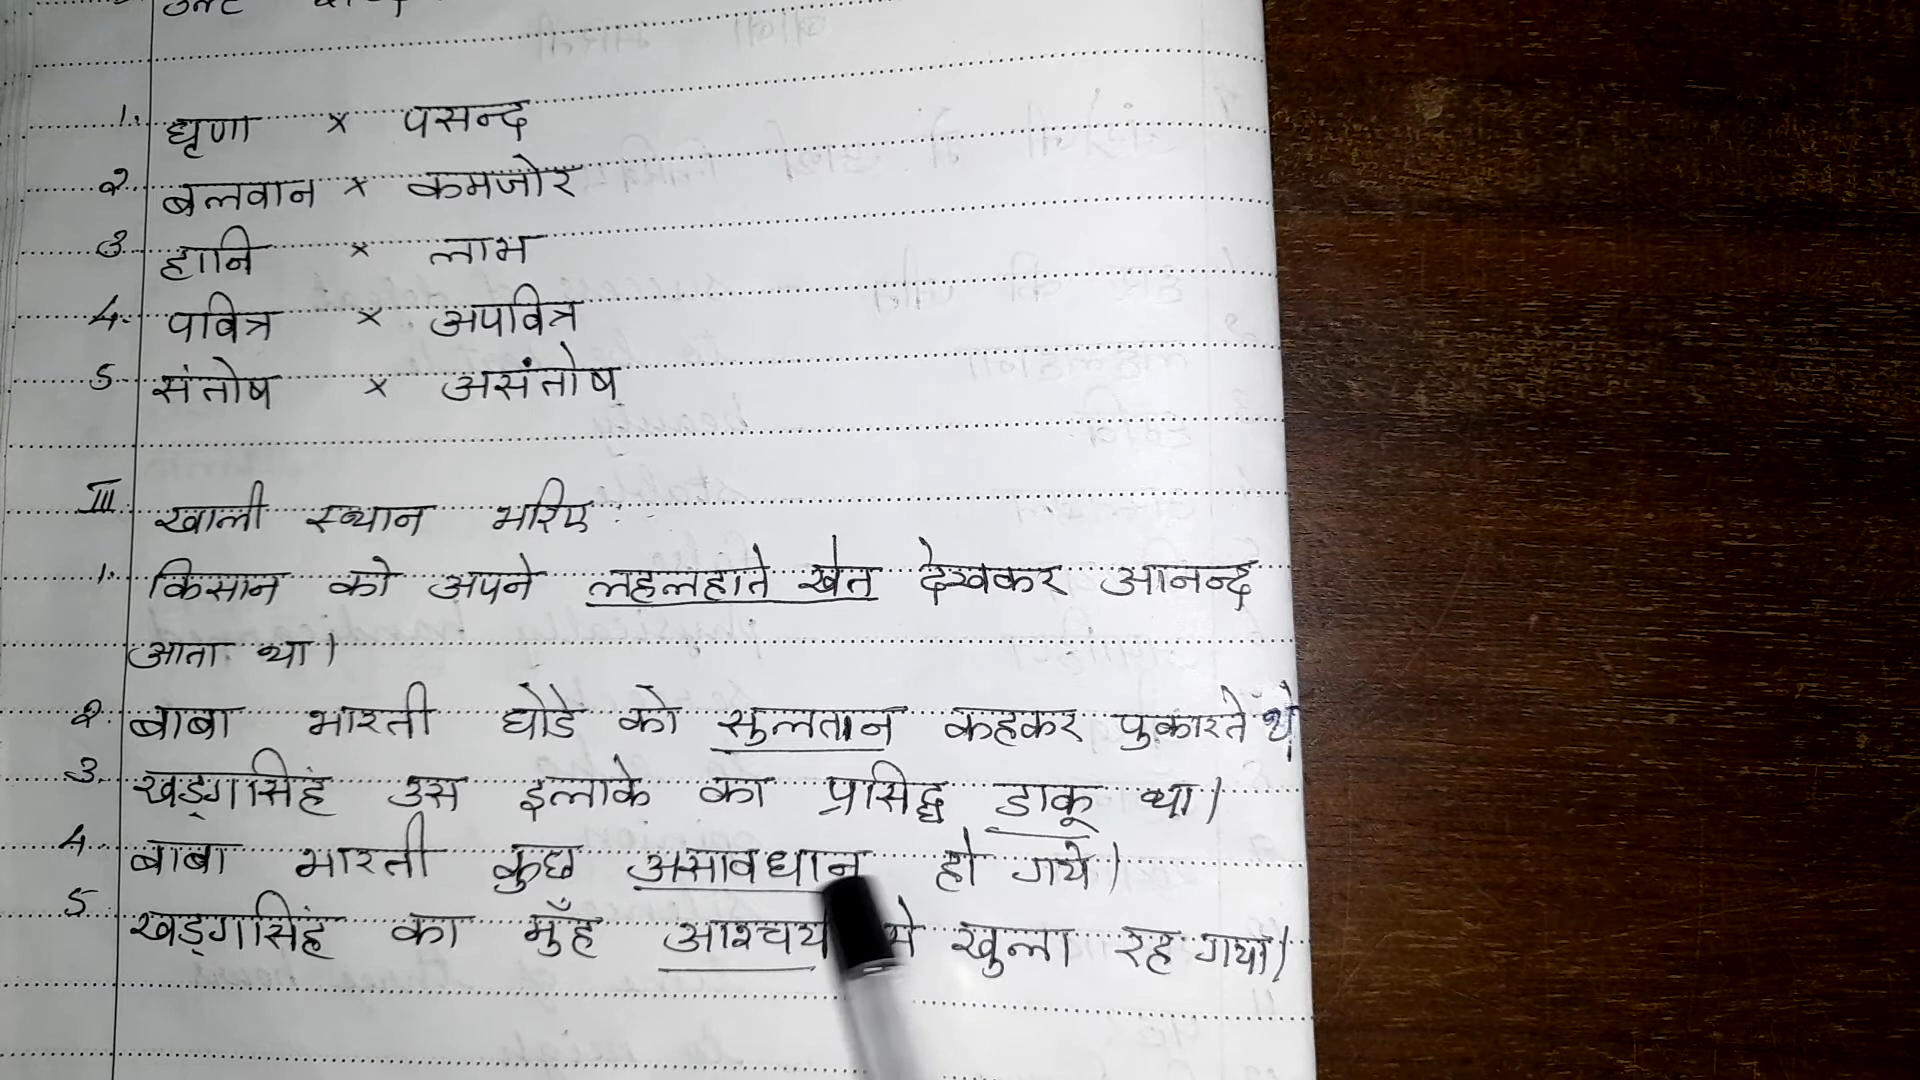 1. घृणा × पसन्द
2. बलवान × कमजोर
3. हानि × लाभ
4. पवित्र × अपवित्र
5. संतोष × असंतोष
III खाली स्थान भरिए:
1. किसान को अपने लहलहाते खेत देखकर आनन्द
आता था।
2. बाबा भारती घोडे को सुलतान कहकर पुकारते थे
3. खड्गसिहं उस इलाके का प्रसिद्ध डाकू था।
4. बाबा भारती कुछ असावधान हो गये।
5 खड्गसिहं का मुँह आश्चर्य से खुला रह गया।